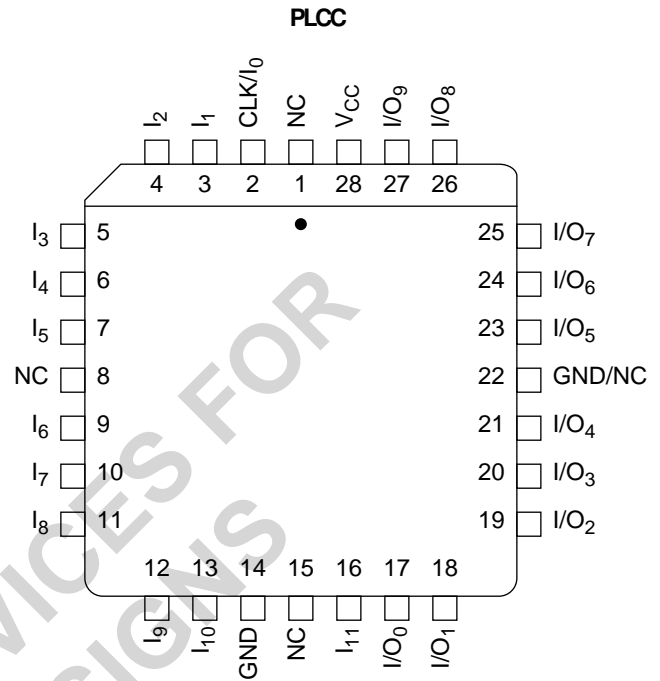 PLCC
I2 I1 CLK/I0 NC VCC I/O9 I/O8
4 3 2 1 28 27 26
I3 5 25 I/O7
I4 6 24 I/O6
I5 7 23 I/O5
NC 8 22 GND/NC
I6 9 21 I/O4
I7 10 20 I/O3
I8 11 19 I/O2
12 13 14 15 16 17 18
I9 I10 GND NC I11 I/O0 I/O1
FOR